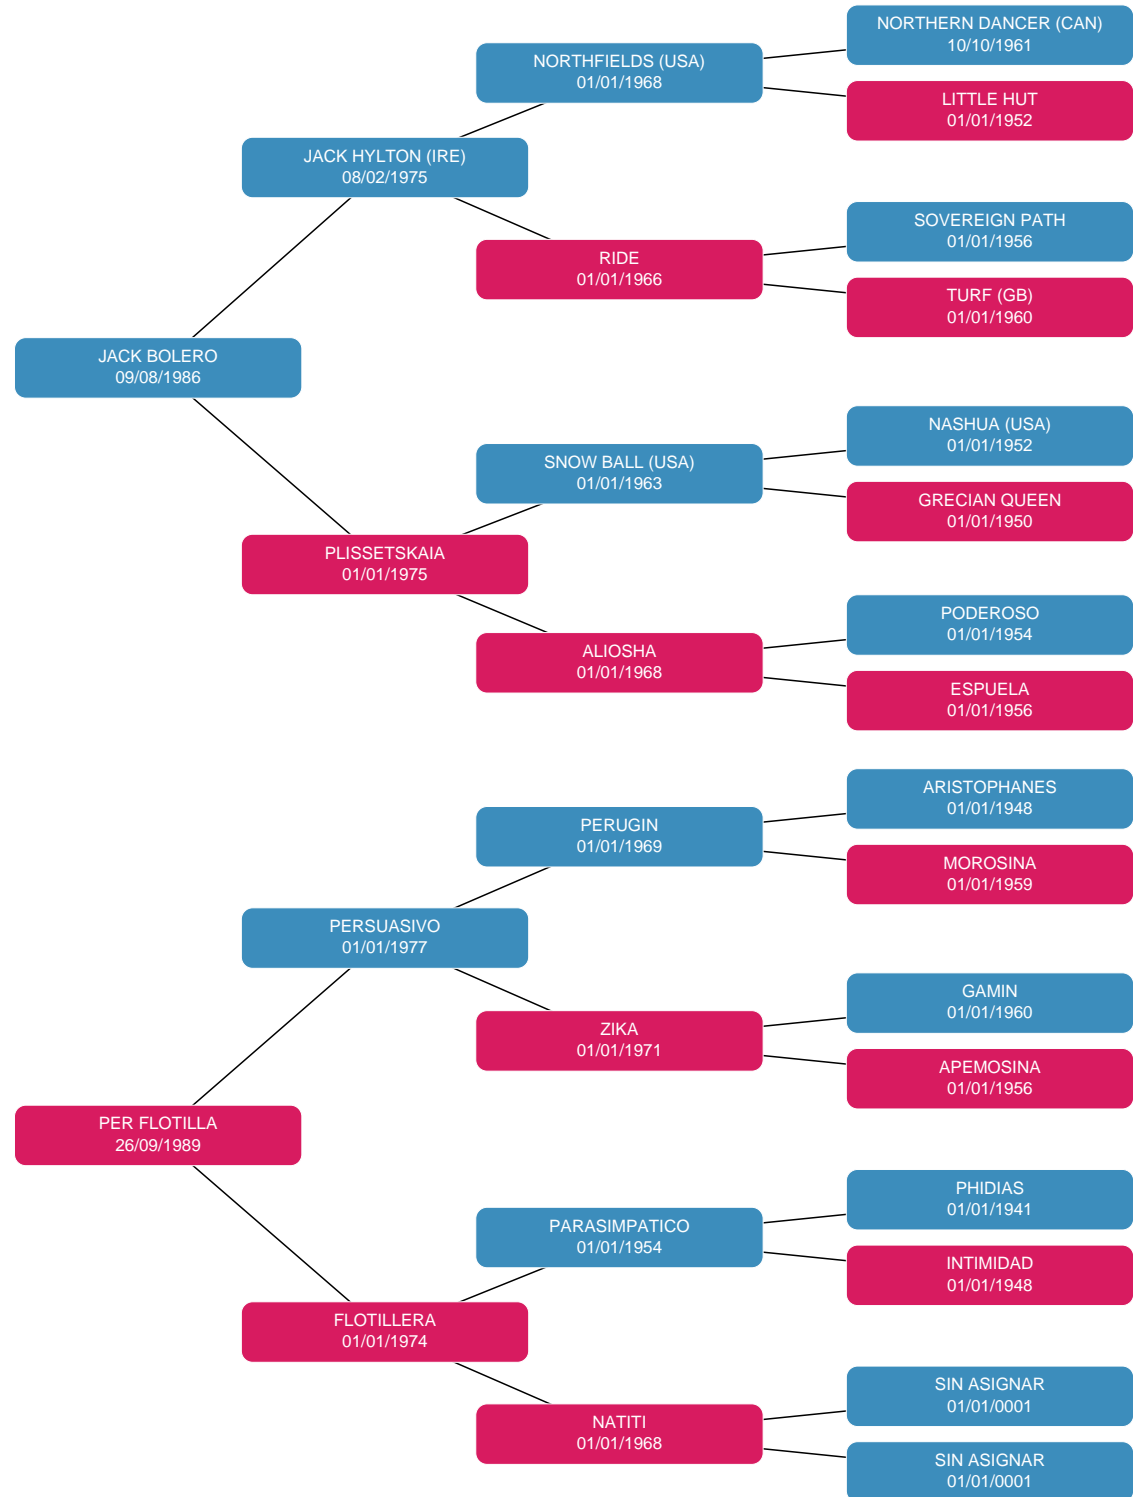 NORTHERN DANCER (CAN)
10/10/1961
NORTHFIELDS (USA)
01/01/1968
LITTLE HUT
01/01/1952
JACK HYLTON (IRE)
08/02/1975
SOVEREIGN PATH
01/01/1956
RIDE
01/01/1966
TURF (GB)
01/01/1960
JACK BOLERO
09/08/1986
NASHUA (USA)
01/01/1952
SNOW BALL (USA)
01/01/1963
GRECIAN QUEEN
01/01/1950
PLISSETSKAIA
01/01/1975
PODEROSO
01/01/1954
ALIOSHA
01/01/1968
ESPUELA
01/01/1956
ARISTOPHANES
01/01/1948
PERUGIN
01/01/1969
MOROSINA
01/01/1959
PERSUASIVO
01/01/1977
GAMIN
01/01/1960
ZIKA
01/01/1971
APEMOSINA
01/01/1956
PER FLOTILLA
26/09/1989
PHIDIAS
01/01/1941
PARASIMPATICO
01/01/1954
INTIMIDAD
01/01/1948
FLOTILLERA
01/01/1974
SIN ASIGNAR
01/01/0001
NATITI
01/01/1968
SIN ASIGNAR
01/01/0001